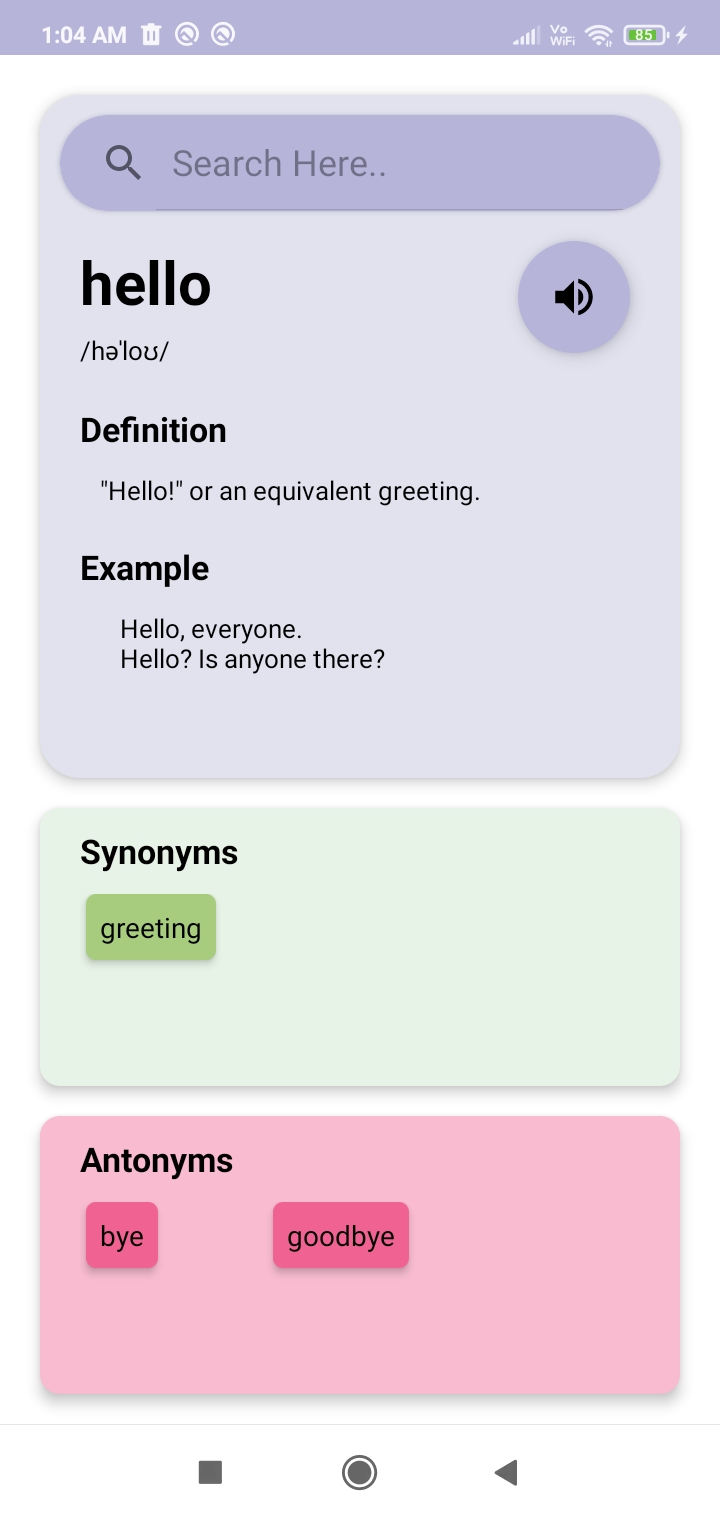 1:04 AM Vo WiFi 85
Search Here..
hello
/həˈloʊ/
Definition
"Hello!" or an equivalent greeting.
Example
Hello, everyone.
Hello? Is anyone there?
Synonyms
greeting
Antonyms
bye goodbye